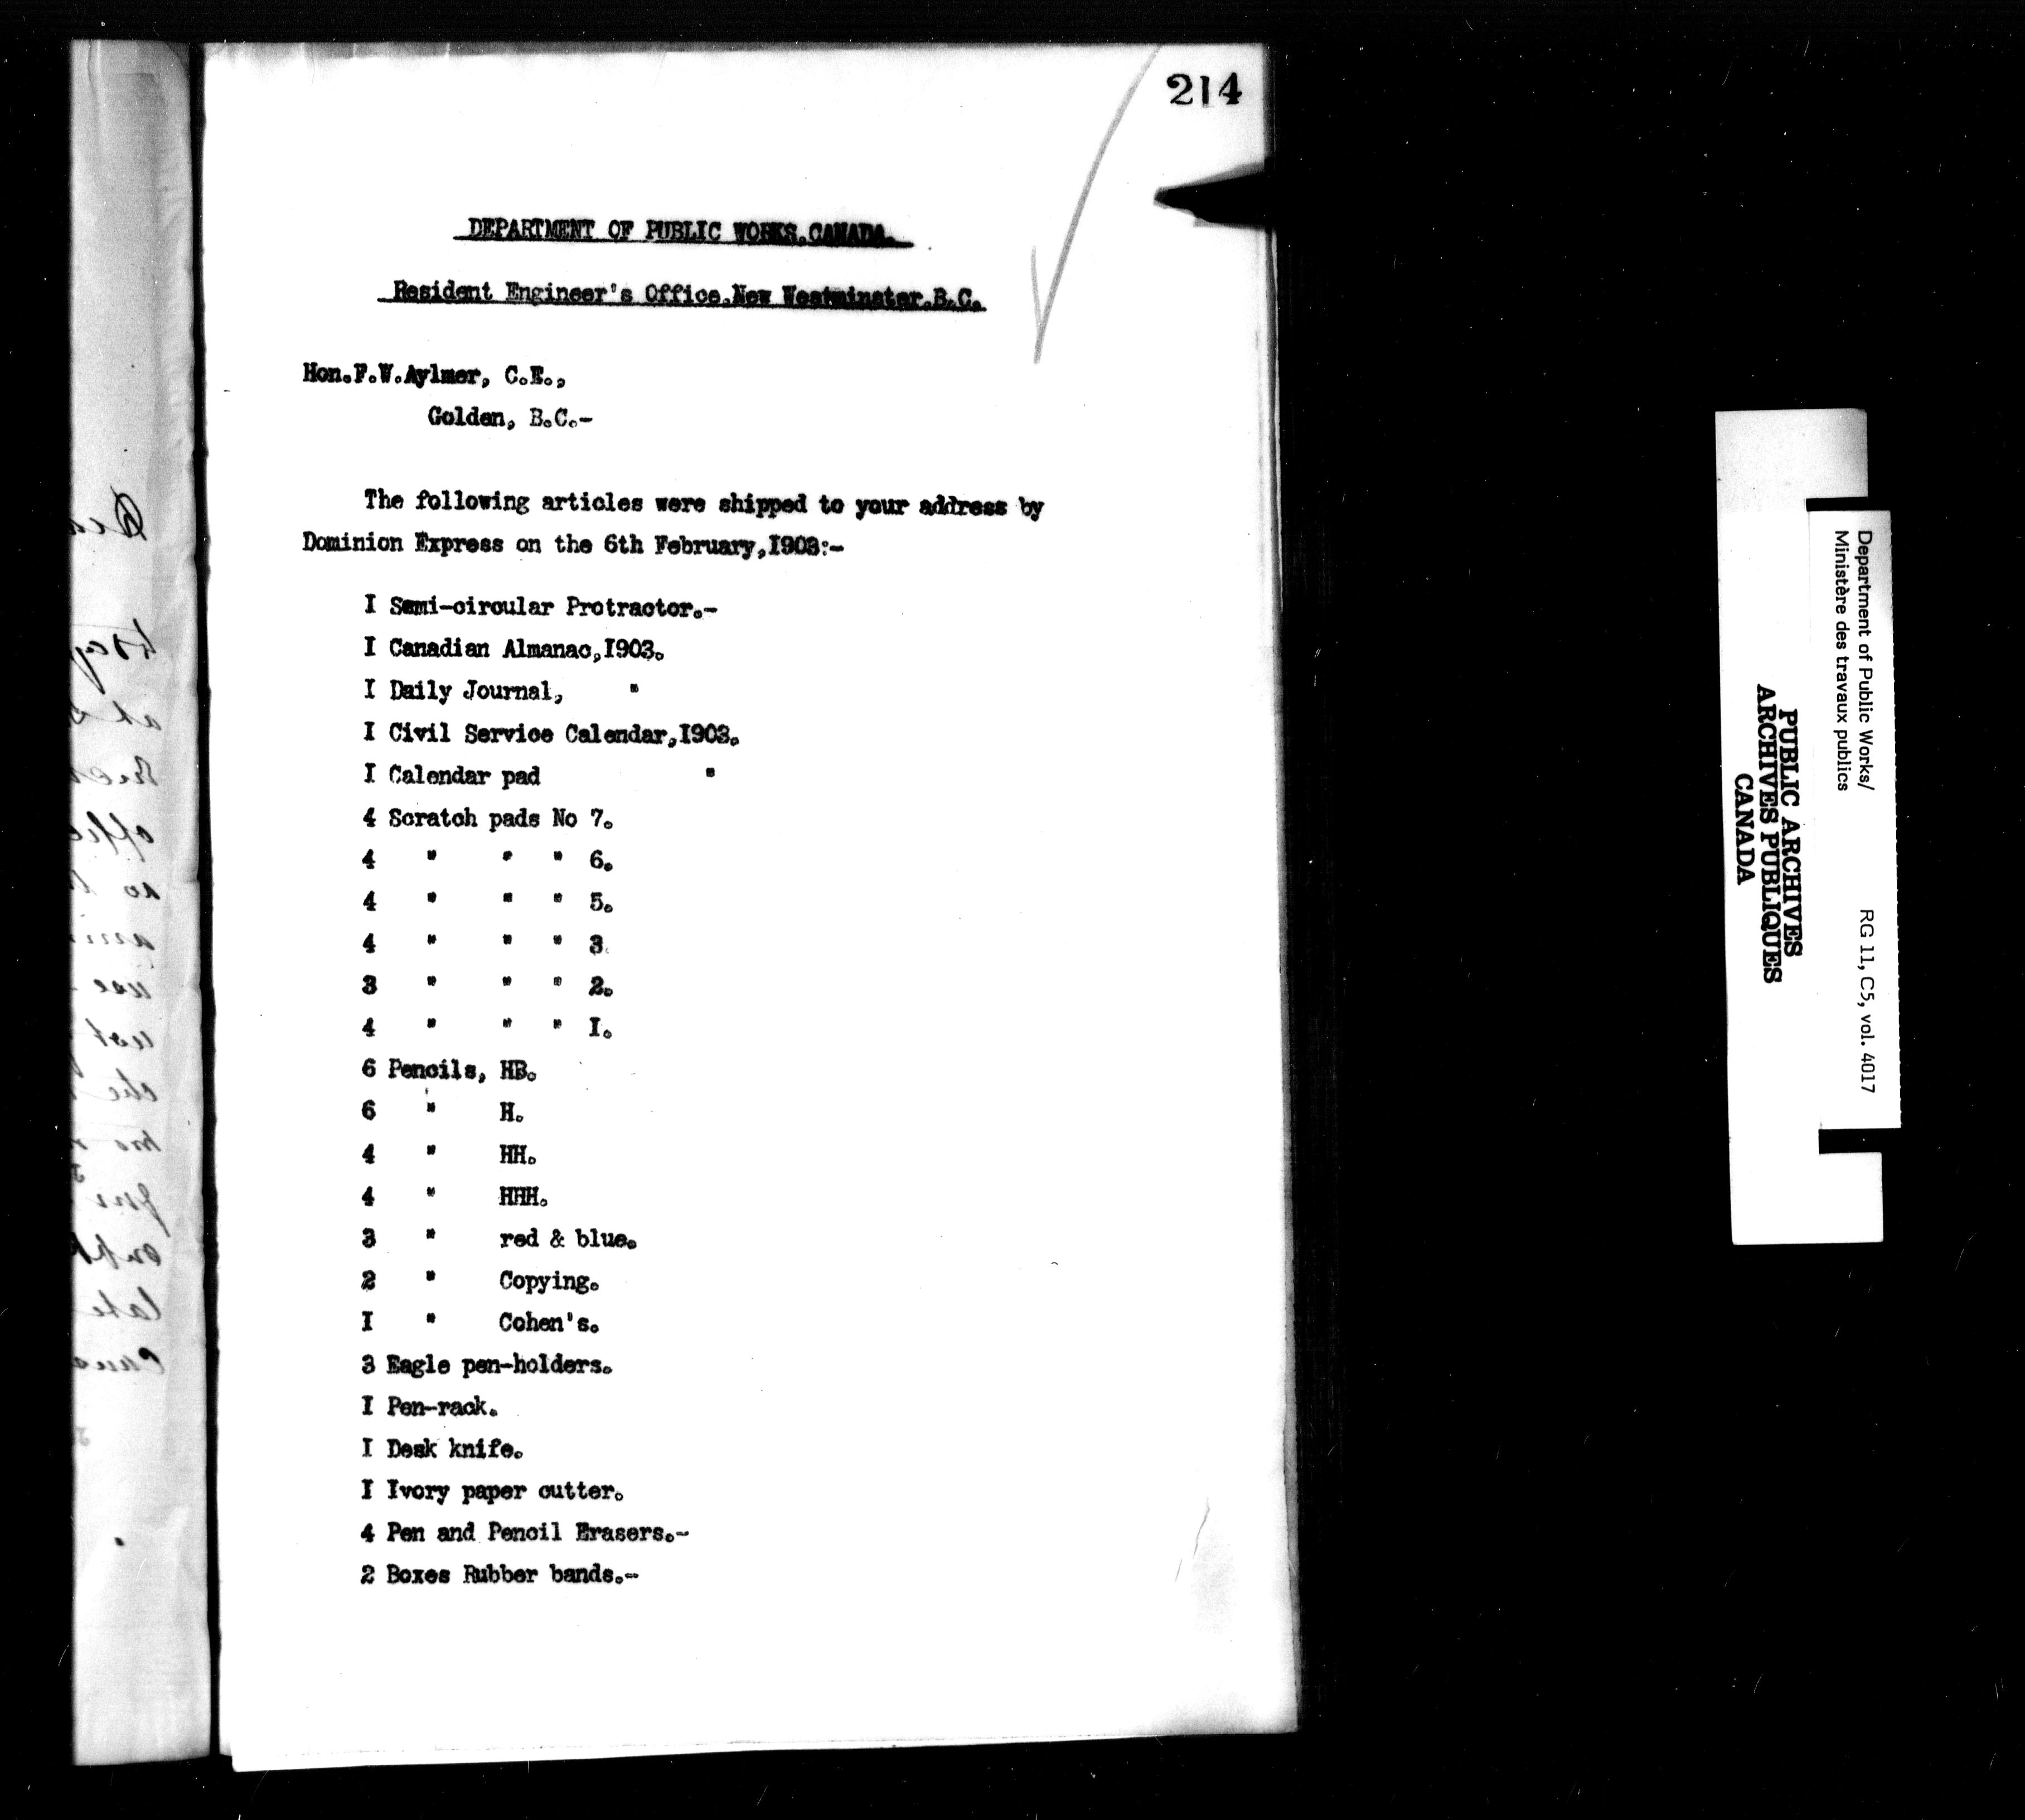 214
DEPARTMENT OF PUBLIC WORKS.CANADA.
Resident Engineer's Office.New Westminster.B.C.
Hon.F.W.Aylmer, C.E.,
Golden, B.C.-
The following articles were shipped to your address by
Dominion Express on the 6th February,I903:-
I Semi-circular Protractor.-
I Canadian Almanac,I903.
I Daily Journal, "
I Civil Service Calendar,I903.
I Calendar pad "
4 Scratch pads No 7.
4 " " " 6.
4 " " " 5.
4 " " " 3.
3 " " " 2.
4 " " " I.
6 Pencils, HB.
6 " H.
4 " HH.
4 " HHH.
3 " red & blue.
2 " Copying.
I " Cohen's.
3 Eagle pen-holders.
I Pen-rack.
I Desk knife.
I Ivory paper cutter.
4 Pen and Pencil Erasers.-
2 Boxes Rubber bands.-
Department of Public Works/
Ministère des travaux publics
RG 11, C5, vol. 4017
PUBLIC ARCHIVES
ARCHIVES PUBLIQUES
CANADA